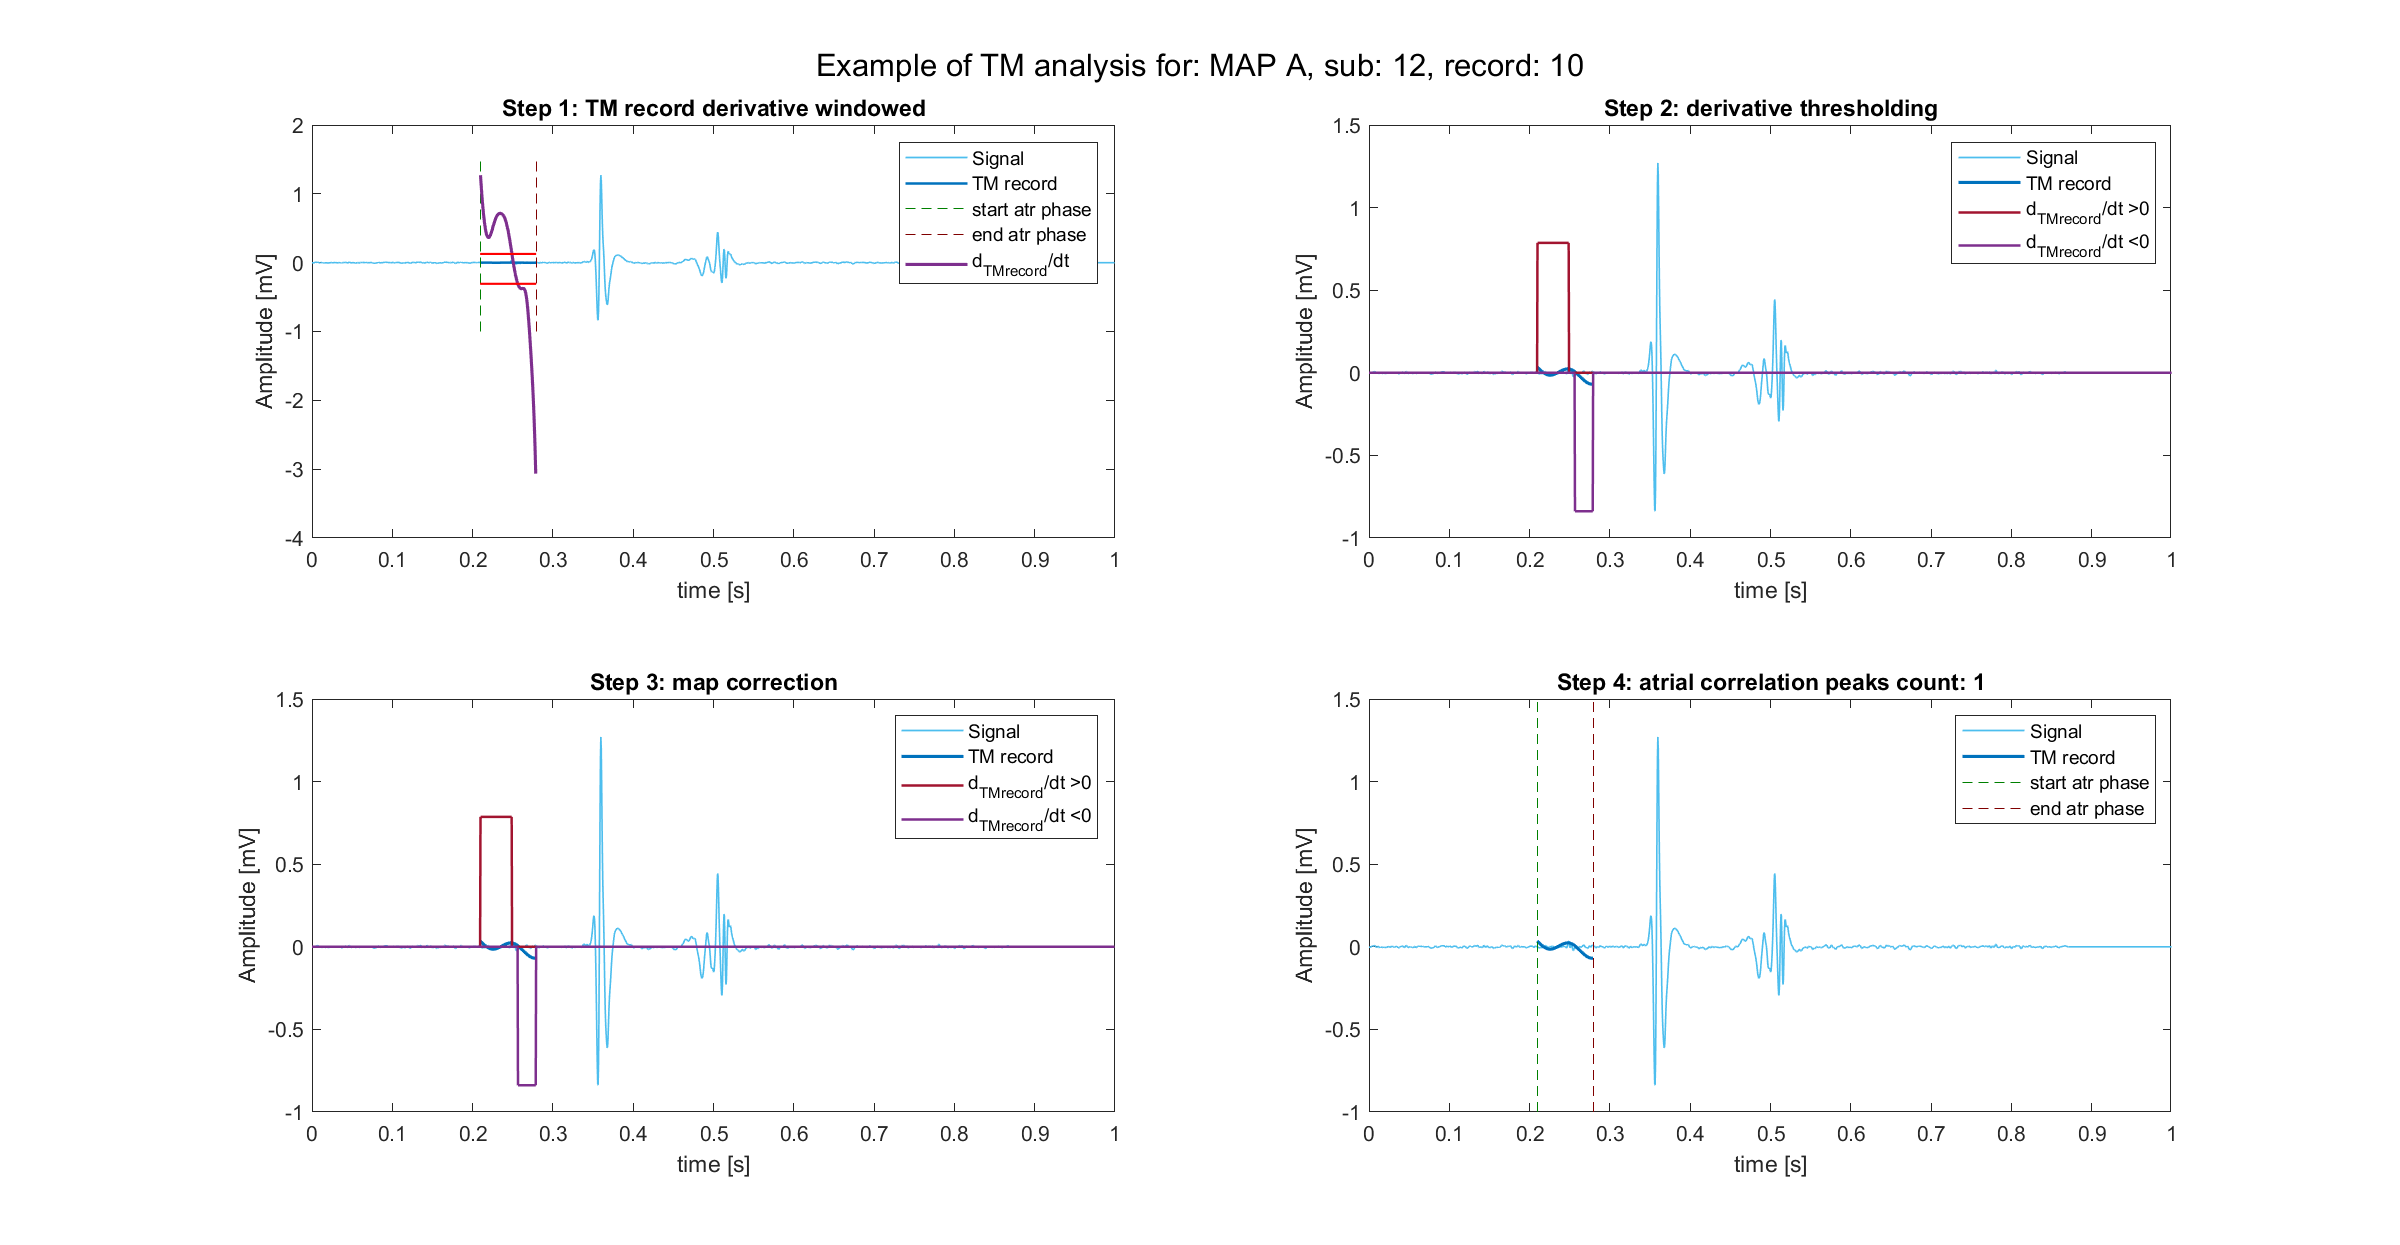 Example of TM analysis for: MAP A, sub: 12, record: 10
Step 1: TM record derivative windowed
2
1
0
-1
-2
-3
-4
Amplitude [mV]
0 0.1 0.2 0.3 0.4 0.5 0.6 0.7 0.8 0.9 1
time [s]
Signal
TM record
start atr phase
end atr phase
dTMrecord/dt
Step 2: derivative thresholding
1.5
1
0.5
0
-0.5
-1
Amplitude [mV]
0 0.1 0.2 0.3 0.4 0.5 0.6 0.7 0.8 0.9 1
time [s]
Signal
TM record
dTMrecord/dt >0
dTMrecord/dt <0
Step 3: map correction
1.5
1
0.5
0
-0.5
-1
Amplitude [mV]
0 0.1 0.2 0.3 0.4 0.5 0.6 0.7 0.8 0.9 1
time [s]
Signal
TM record
dTMrecord/dt >0
dTMrecord/dt <0
Step 4: atrial correlation peaks count: 1
1.5
1
0.5
0
-0.5
-1
Amplitude [mV]
0 0.1 0.2 0.3 0.4 0.5 0.6 0.7 0.8 0.9 1
time [s]
Signal
TM record
start atr phase
end atr phase